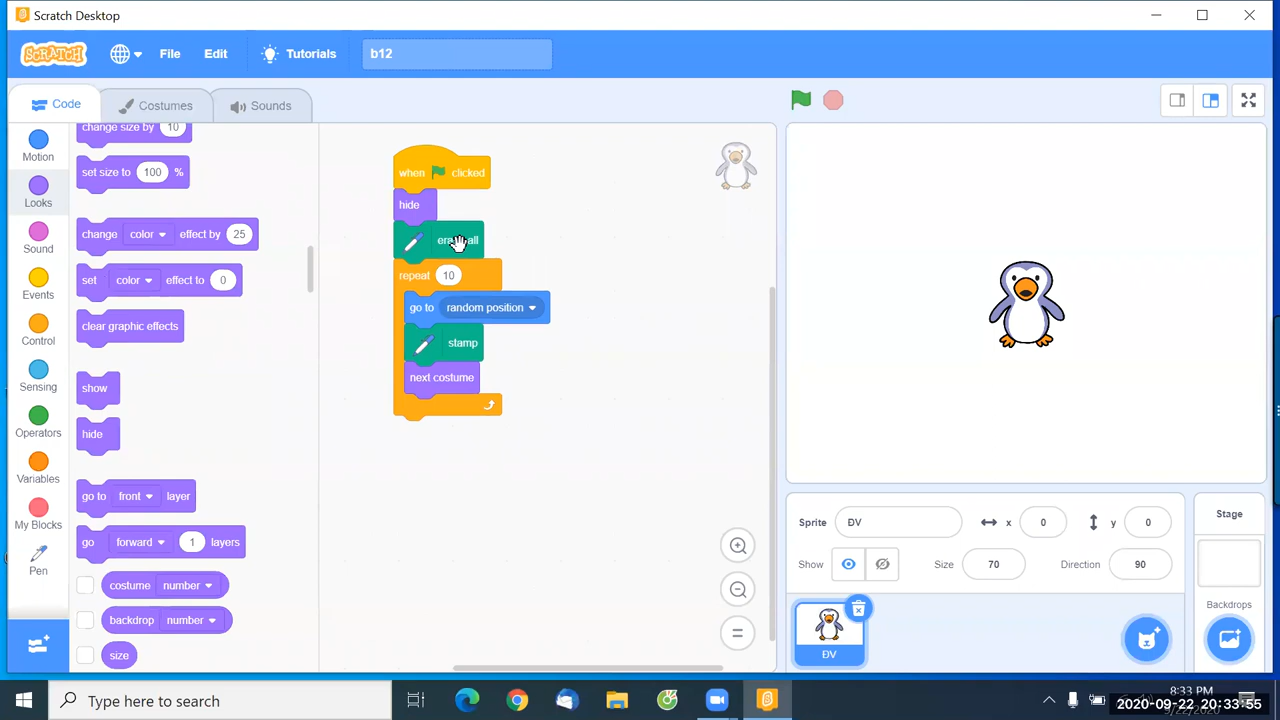 Scratch Desktop
SCRATCH
File
Edit
Tutorials
b12
Code
Costumes
Sounds
Motion
Looks
Sound
Events
Control
Sensing
Operators
Variables
My Blocks
Pen
change size by 10
set size to 100 %
change color effect by 25
set color effect to 0
clear graphic effects
show
hide
go to front layer
go forward 1 layers
costume number
backdrop number
size
when clicked
hide
erase all
repeat 10
go to random position
stamp
next costume
Sprite ĐV x 0 y 0
Show Size 70 Direction 90
ĐV
Stage
Backdrops
Type here to search
8:33 PM
2020-09-22 20:33:55